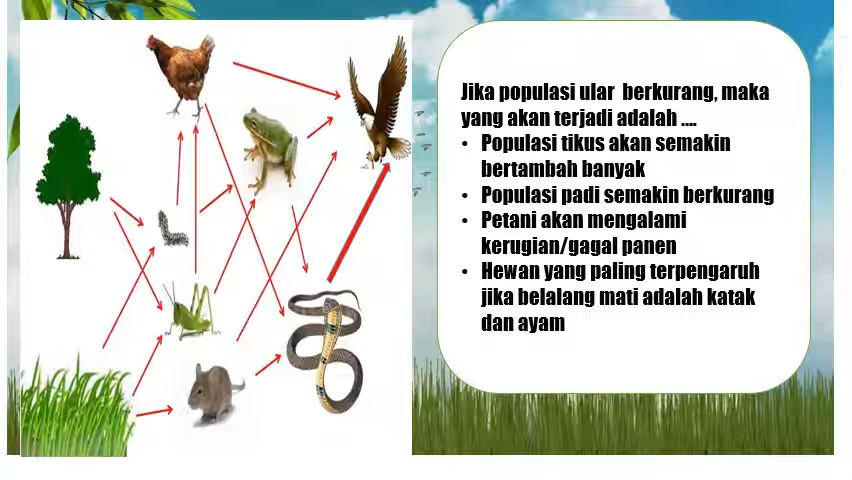 Jika populasi ular berkurang, maka
yang akan terjadi adalah ....
• Populasi tikus akan semakin
bertambah banyak
• Populasi padi semakin berkurang
• Petani akan mengalami
kerugian/gagal panen
• Hewan yang paling terpengaruh
jika belalang mati adalah katak
dan ayam